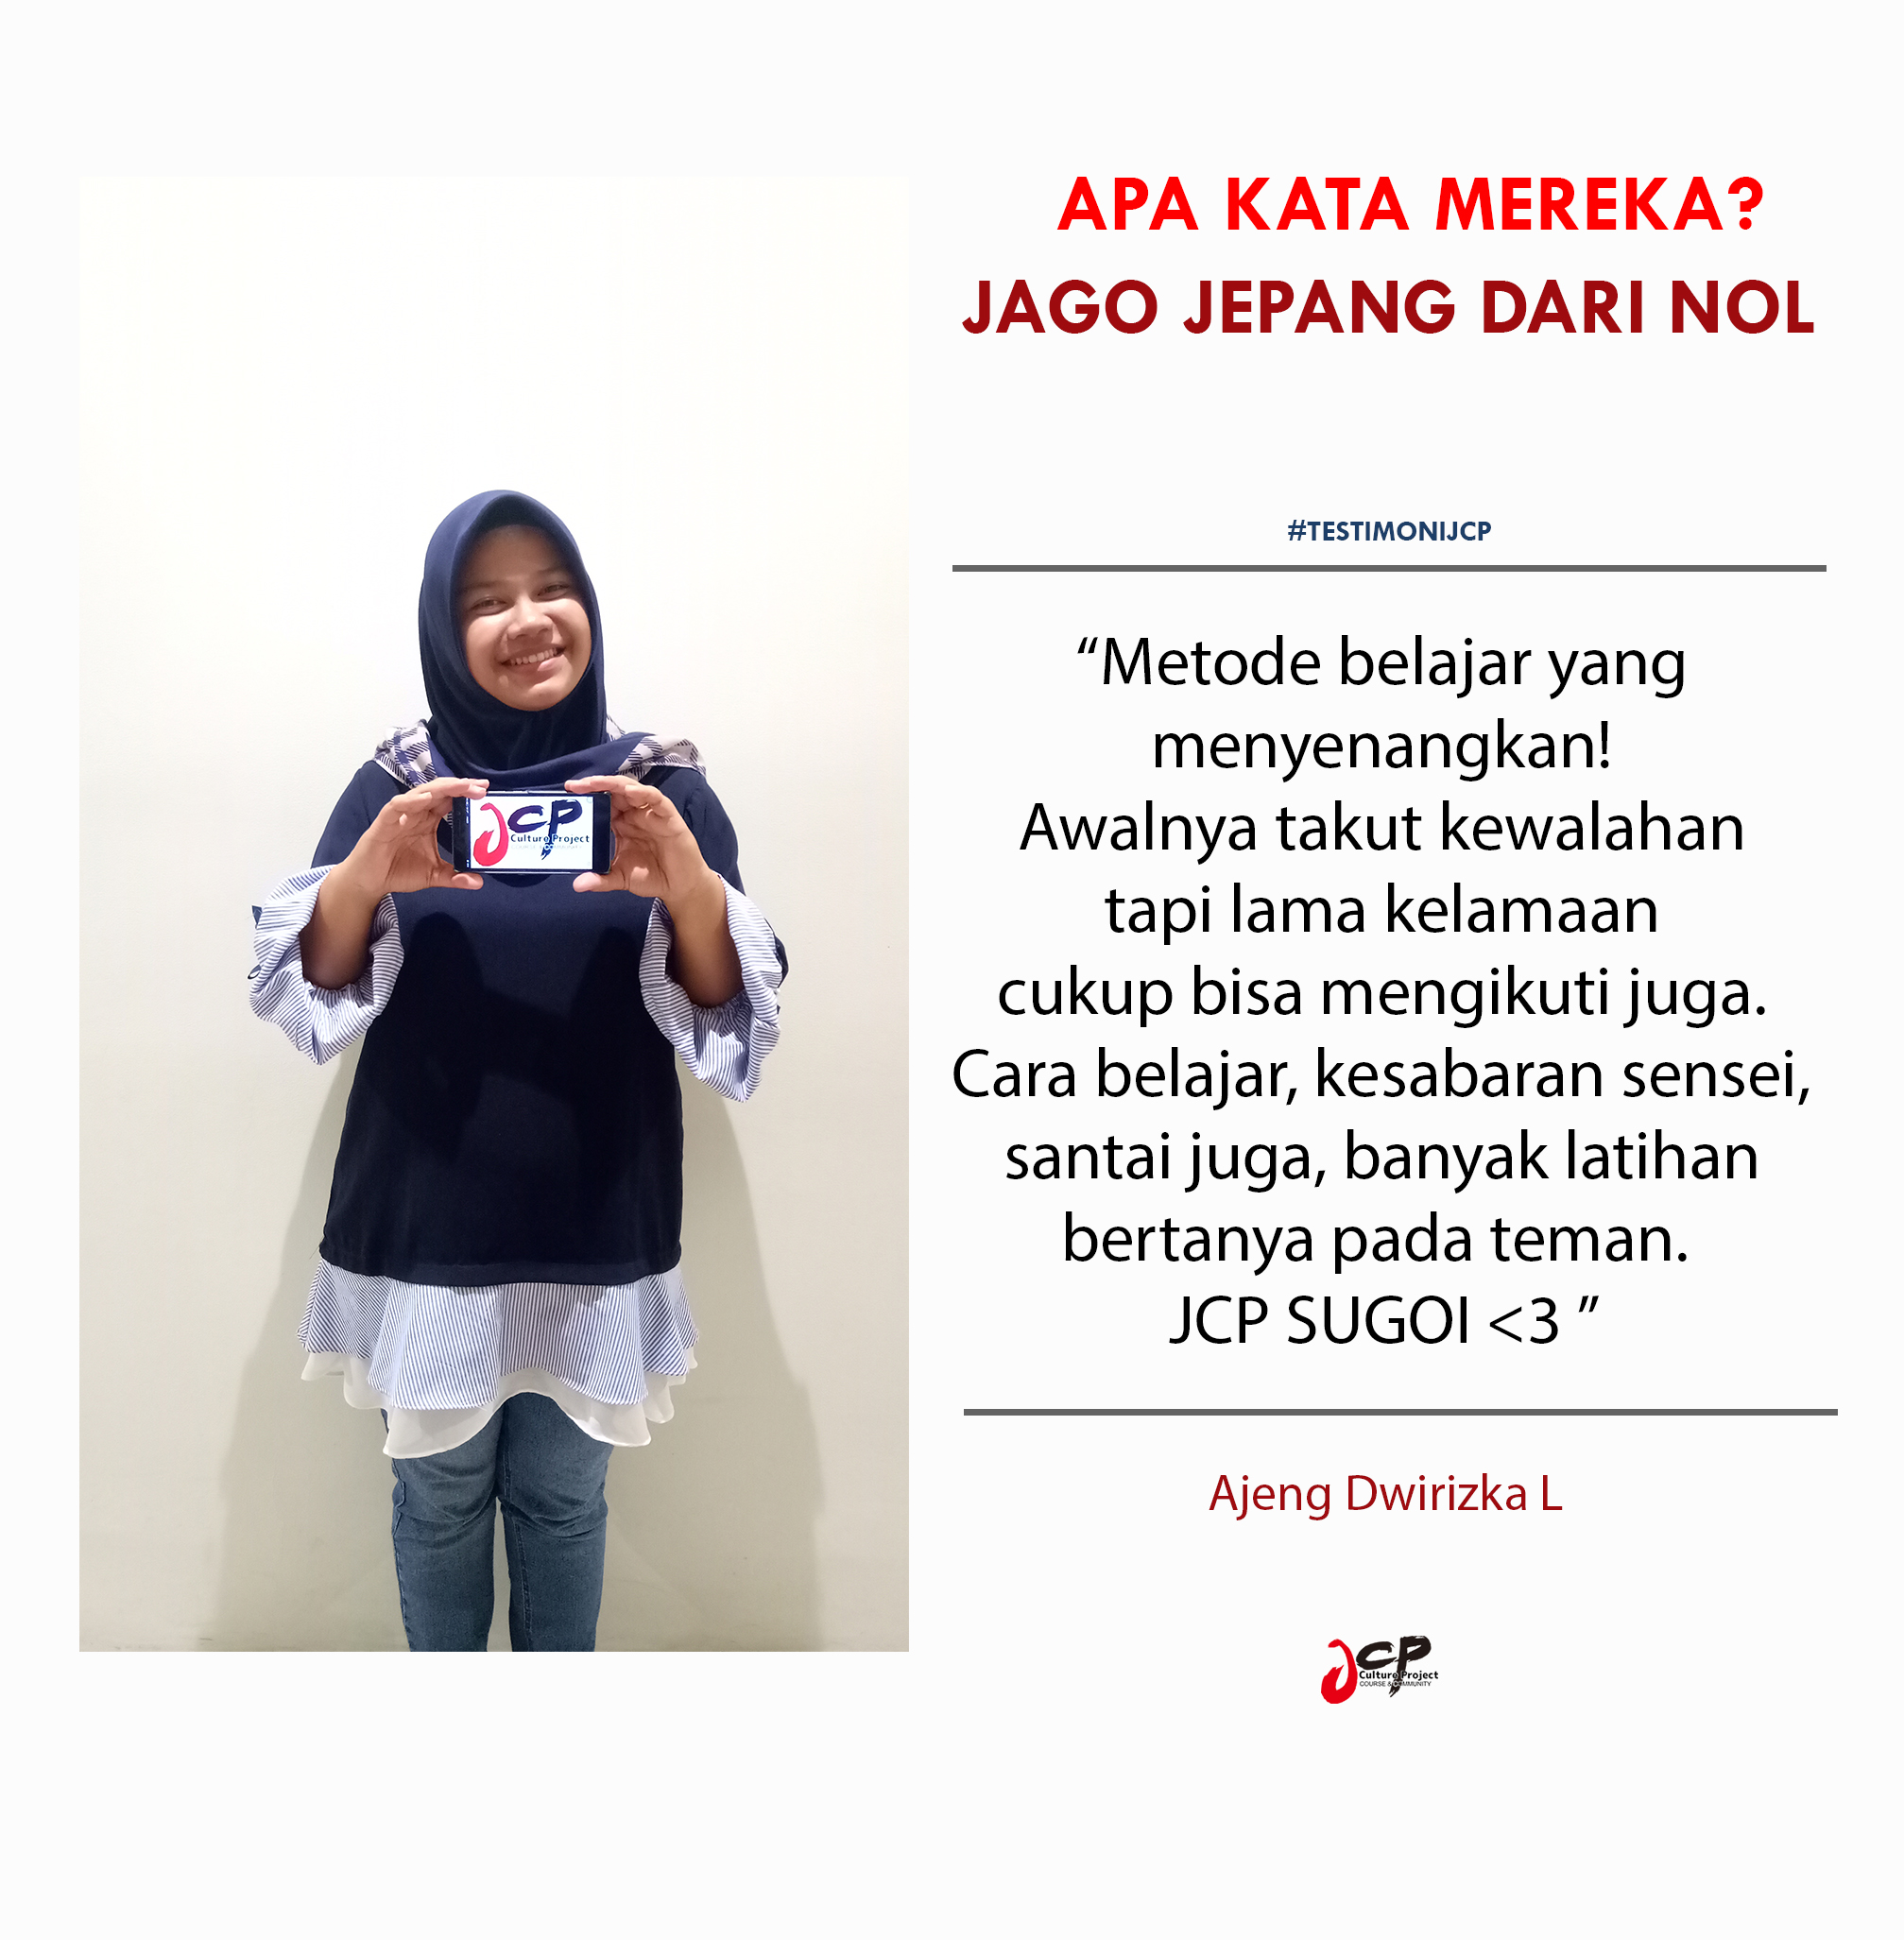 APA KATA MEREKA?
JAGO JEPANG DARI NOL
#TESTIMONIJCP
“Metode belajar yang
menyenangkan!
Awalnya takut kewalahan
tapi lama kelamaan
cukup bisa mengikuti juga.
Cara belajar, kesabaran sensei,
santai juga, banyak latihan
bertanya pada teman.
JCP SUGOI <3 ”
Ajeng Dwirizka L
JCP
Culture Project
COURSE & COMMUNITY
JCP
Culture Project